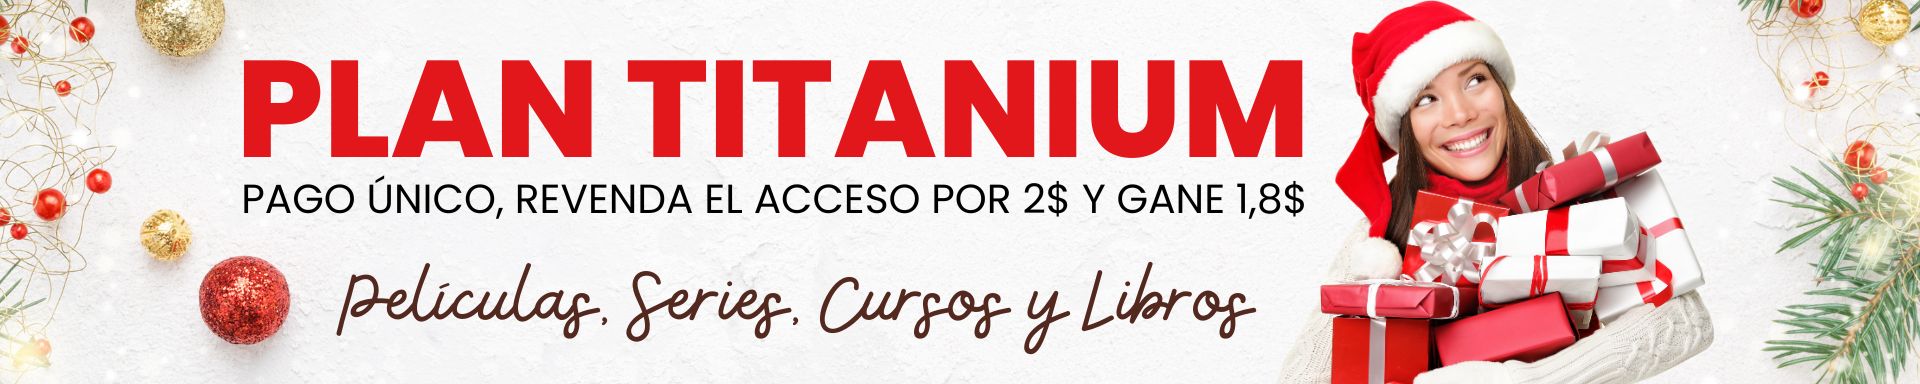 PLAN TITANIUM
PAGO ÚNICO, REVENDA EL ACCESO POR 2$ Y GANE 1,8$
Películas, Series, Cursos y Libros